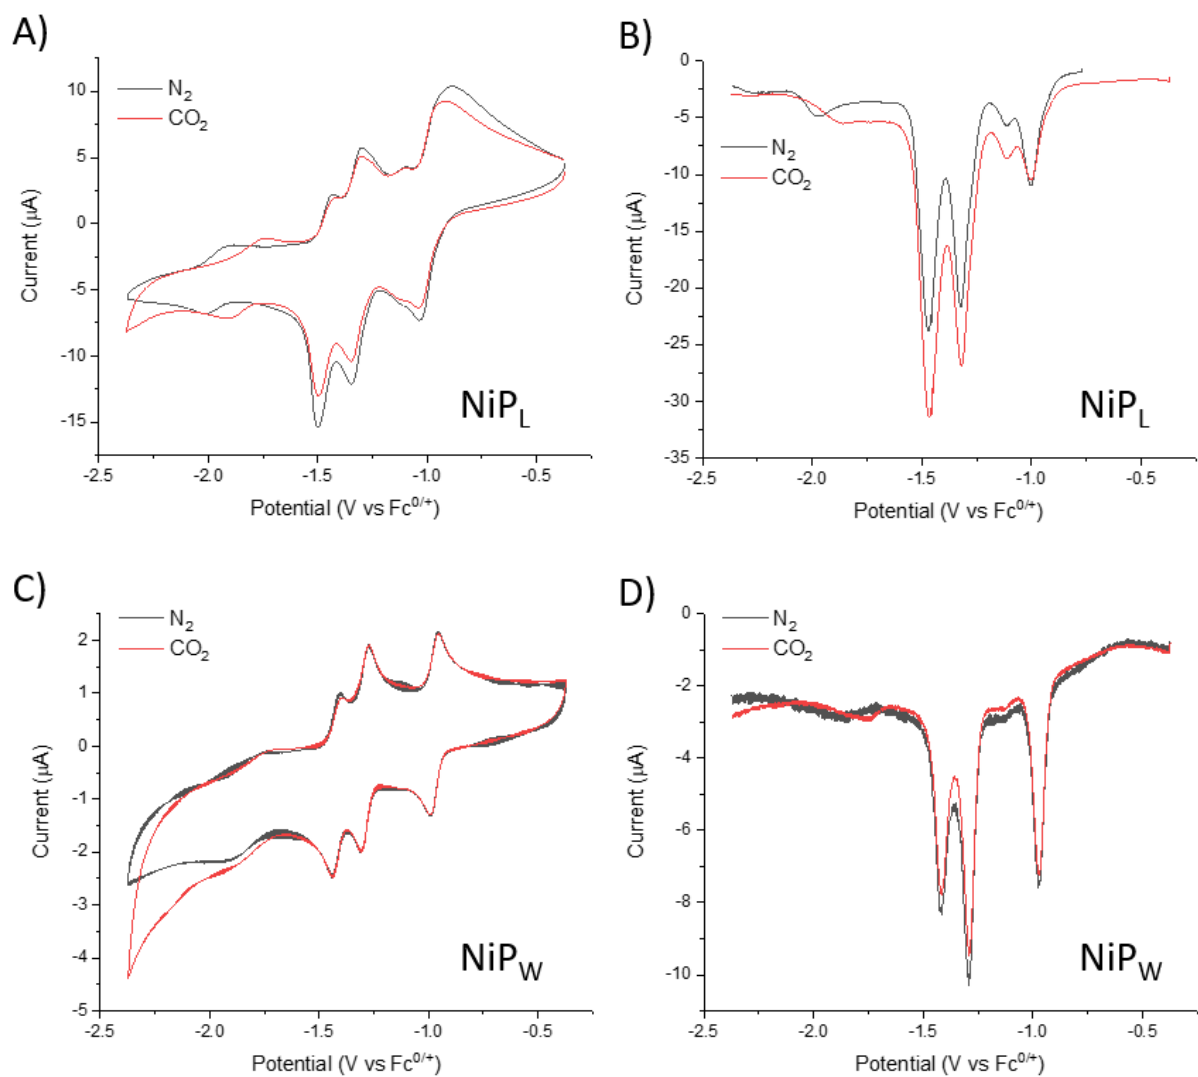 A)
N2
CO2
10
5
0
-5
-10
-15
Current (μA)
-2.5 -2.0 -1.5 -1.0 -0.5
Potential (V vs Fc0/+)
NiPL
B)
0
-5
-10
-15
-20
-25
-30
-35
Current (μA)
N2
CO2
-2.5 -2.0 -1.5 -1.0 -0.5
Potential (V vs Fc0/+)
NiPL
C)
N2
CO2
2
1
0
-1
-2
-3
-4
-5
Current (μA)
-2.5 -2.0 -1.5 -1.0 -0.5
Potential (V vs Fc0/+)
NiPW
D)
N2
CO2
0
-2
-4
-6
-8
-10
Current (μA)
-2.5 -2.0 -1.5 -1.0 -0.5
Potential (V vs Fc0/+)
NiPW